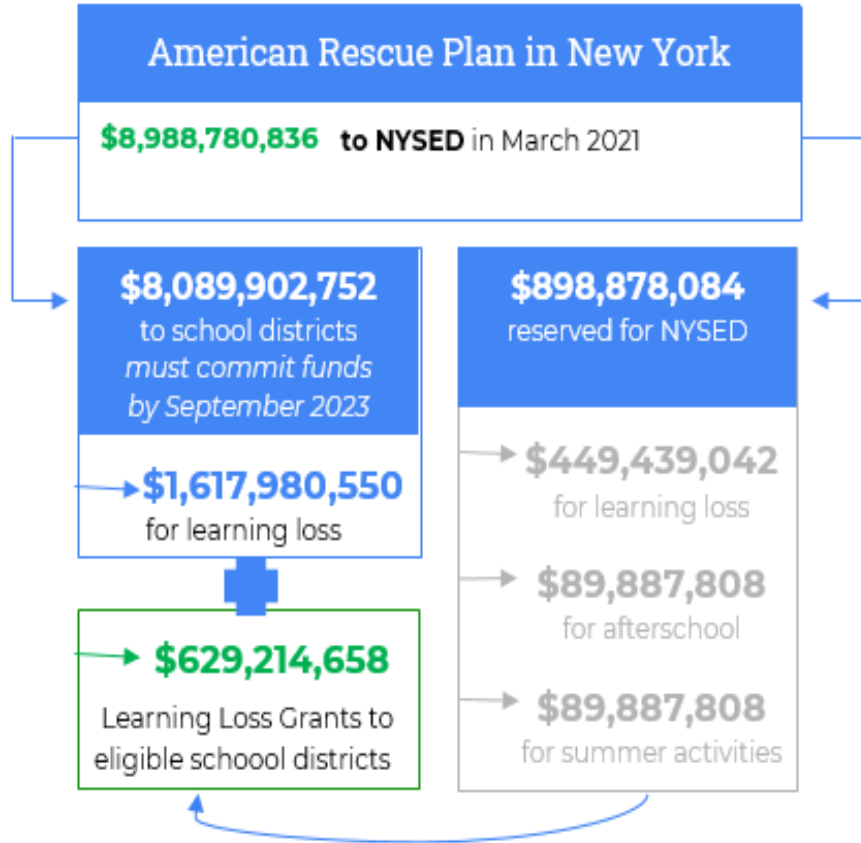 American Rescue Plan in New York
$8,988,780,836 to NYSED in March 2021
$8,089,902,752
to school districts
must commit funds
by September 2023
$1,617,980,550
for learning loss
$629,214,658
Learning Loss Grants to
eligible schoool districts
$898,878,084
reserved for NYSED
$449,439,042
for learning loss
$89,887,808
for afterschool
$89,887,808
for summer activities